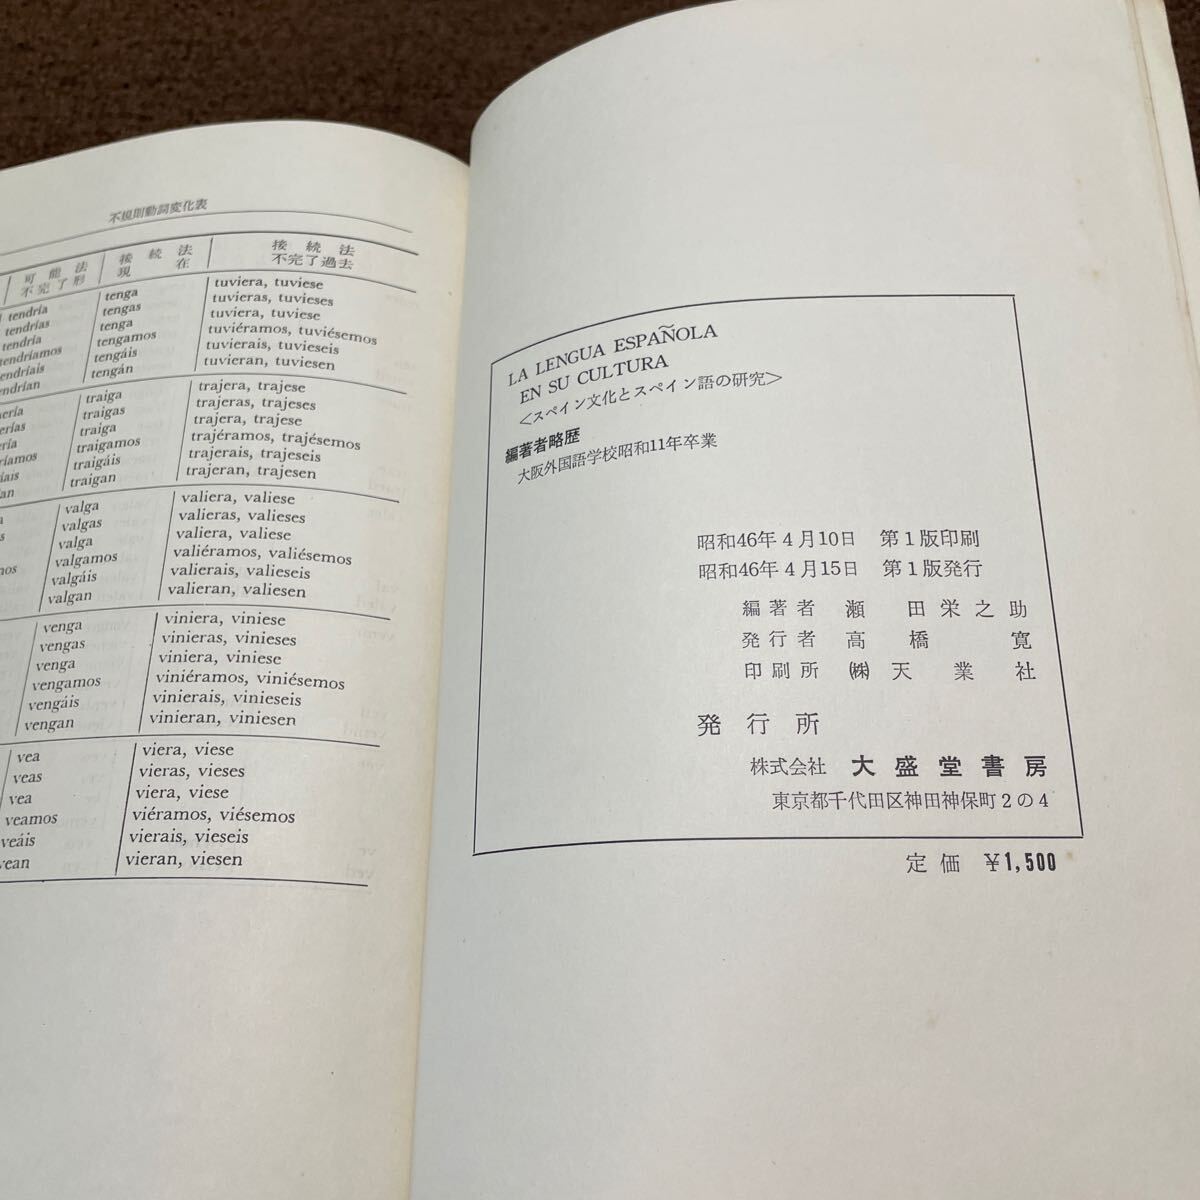 不規則動詞変化表
可能法 接続法 接続法
不完了形 現在 不完了過去
tendría tenga tuviera, tuviese
tendrías tengas tuvieras, tuvieses
tendría tenga tuviera, tuviese
tendríamos tengamos tuviéramos, tuviésemos
tendríais tengáis tuvierais, tuvieseis
tendrían tengán tuvieran, tuviesen
traiga trajera, trajese
traigas trajeras, trajeses
traiga trajera, trajese
traigamos trajéramos, trajésemos
traigáis trajerais, trajeseis
traigan trajeran, trajesen
valga valiera, valiese
valgas valieras, valieses
valga valiera, valiese
valgamos valiéramos, valiésemos
valgáis valierais, valieseis
valgan valieran, valiesen
venga viniera, viniese
vengas vinieras, vinieses
venga viniera, viniese
vengamos viniéramos, viniésemos
vengáis vinierais, vinieseis
vengan vinieran, viniesen
vea viera, viese
veas vieras, vieses
vea viera, viese
veamos viéramos, viésemos
veáis vierais, vieseis
vean vieran, viesen
LA LENGUA ESPAÑOLA
EN SU CULTURA
＜スペイン文化とスペイン語の研究＞
編著者略歴
大阪外国語学校昭和11年卒業
昭和46年4月10日 第1版印刷
昭和46年4月15日 第1版発行
編著者 瀬田栄之助
発行者 高橋寛
印刷所 ㈱天業社
発行所
株式会社 大盛堂書房
東京都千代田区神田神保町2の4
定価 ¥1,500